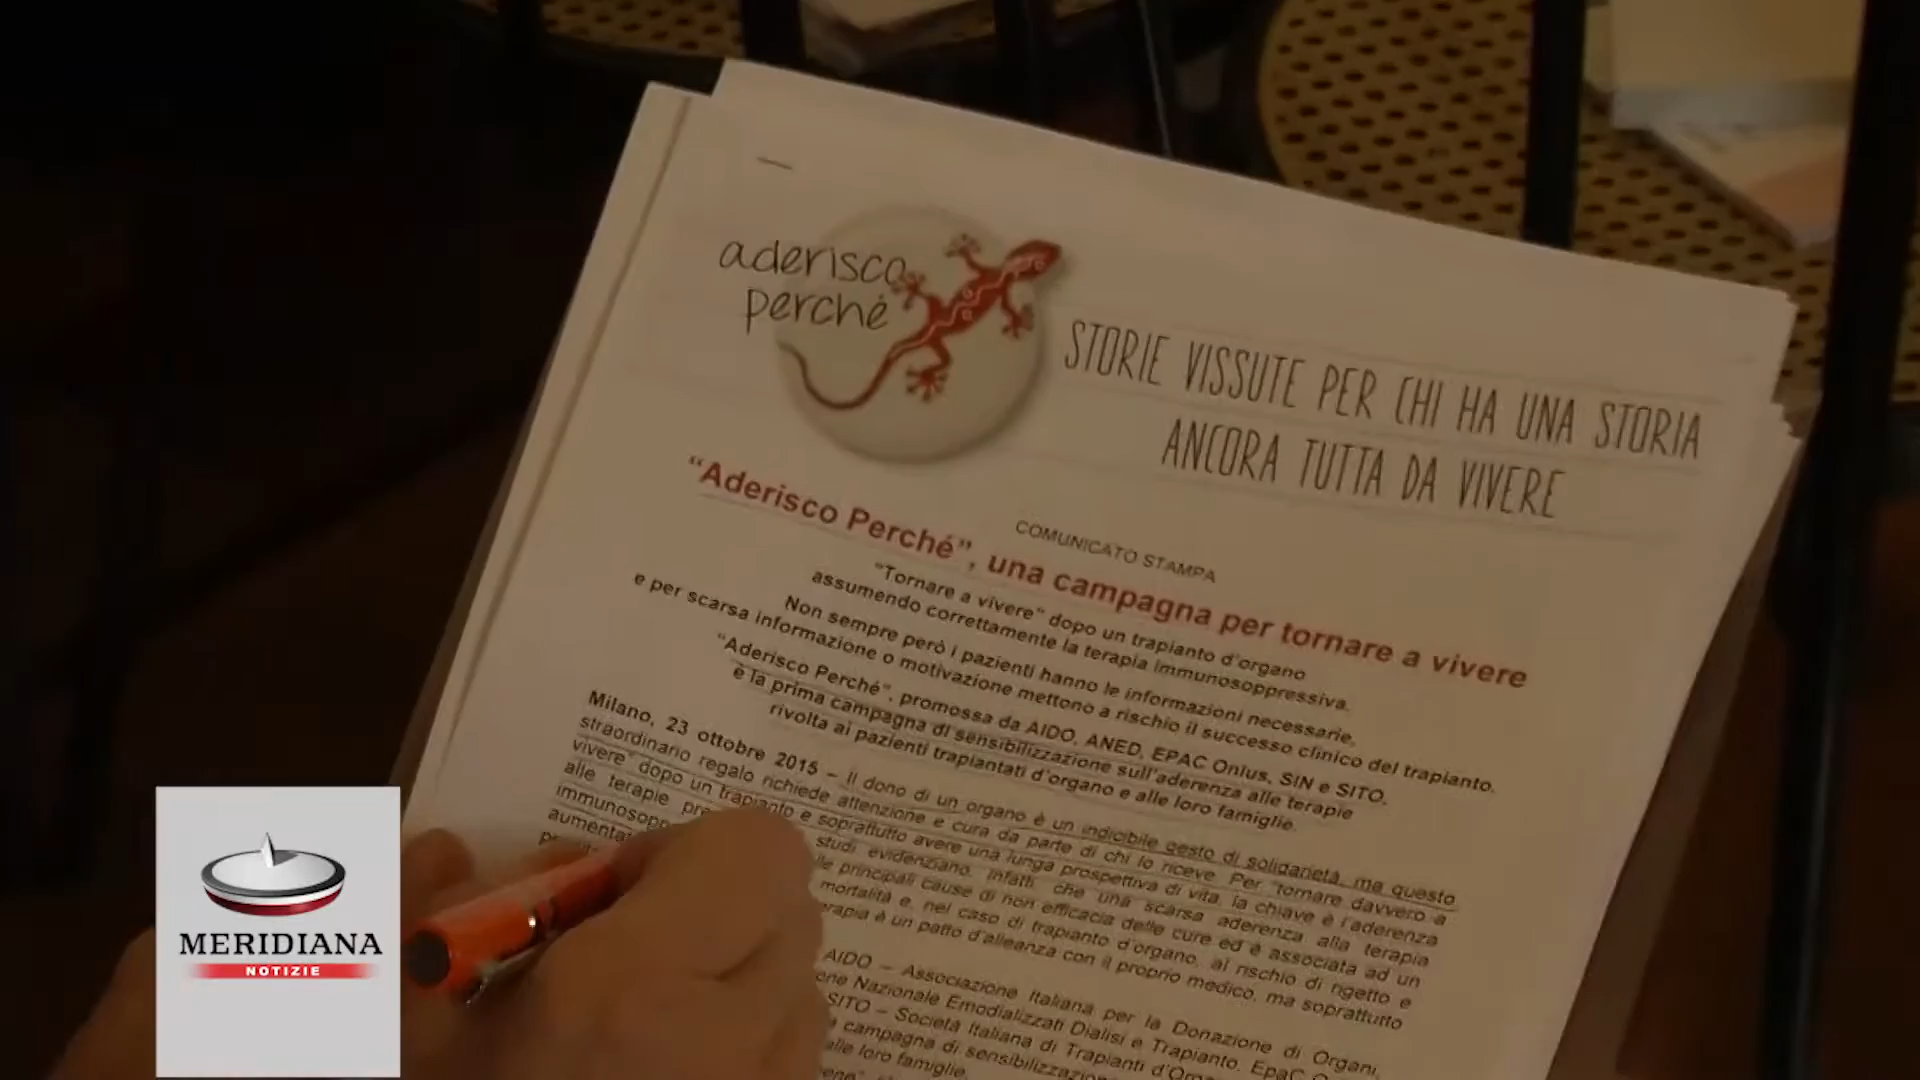 aderisco
perché
STORIE VISSUTE PER CHI HA UNA STORIA
ANCORA TUTTA DA VIVERE
COMUNICATO STAMPA
“Aderisco Perché”, una campagna per tornare a vivere
“Tornare a vivere” dopo un trapianto d'organo
assumendo correttamente la terapia immunosoppressiva.
Non sempre però i pazienti hanno le informazioni necessarie,
e per scarsa informazione o motivazione mettono a rischio il successo clinico del trapianto.
“Aderisco Perché”, promossa da AIDO, ANED, EPAC Onlus, SIN e SITO,
è la prima campagna di sensibilizzazione sull'aderenza alle terapie
rivolta ai pazienti trapiantati d'organo e alle loro famiglie.
Milano, 23 ottobre 2015 – Il dono di un organo è un indicibile gesto di solidarietà, ma questo
straordinario regalo richiede attenzione e cura da parte di chi lo riceve. Per “tornare davvero a
vivere” dopo un trapianto e soprattutto avere una lunga prospettiva di vita, la chiave è l'aderenza
alle terapie studi evidenziano, infatti, che una scarsa aderenza alla terapia
immunosopp le principali cause di non efficacia delle cure ed è associata ad un
aumentat mortalità e, nel caso di trapianto d'organo, al rischio di rigetto e
terapia è un patto d'alleanza con il proprio medico, ma soprattutto
AIDO – Associazione Italiana per la Donazione di Organi,
one Nazionale Emodializzati Dialisi e Trapianto, EpaC O
SITO – Società Italiana di Trapianti d'Orga
campagna di sensibilizzazion
alle loro famiglie.
MERIDIANA
NOTIZIE